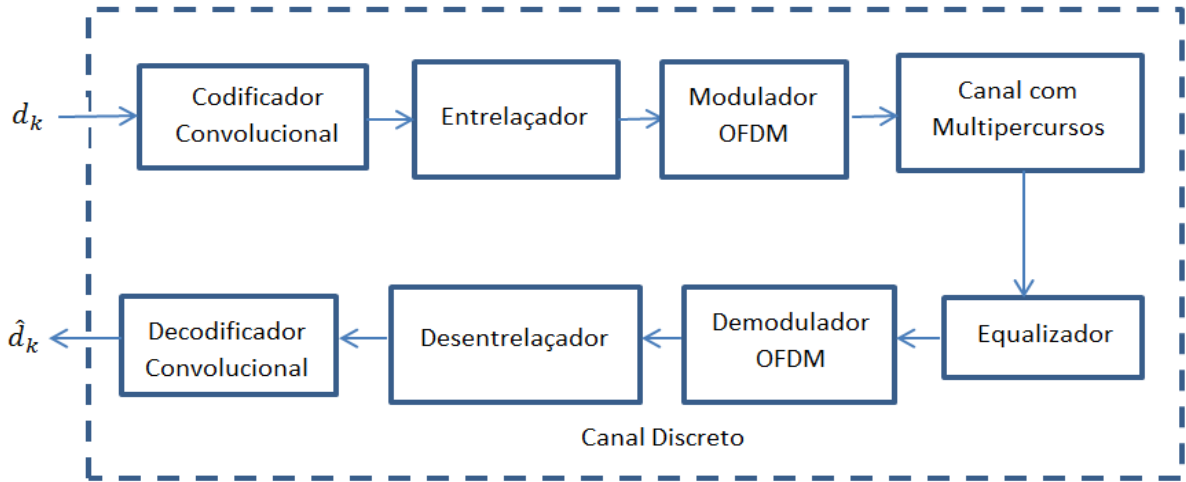 d_k
Codificador
Convolucional
Entrelaçador
Modulador
OFDM
Canal com
Multipercursos
d̂_k
Decodificador
Convolucional
Desentrelaçador
Demodulador
OFDM
Equalizador
Canal Discreto